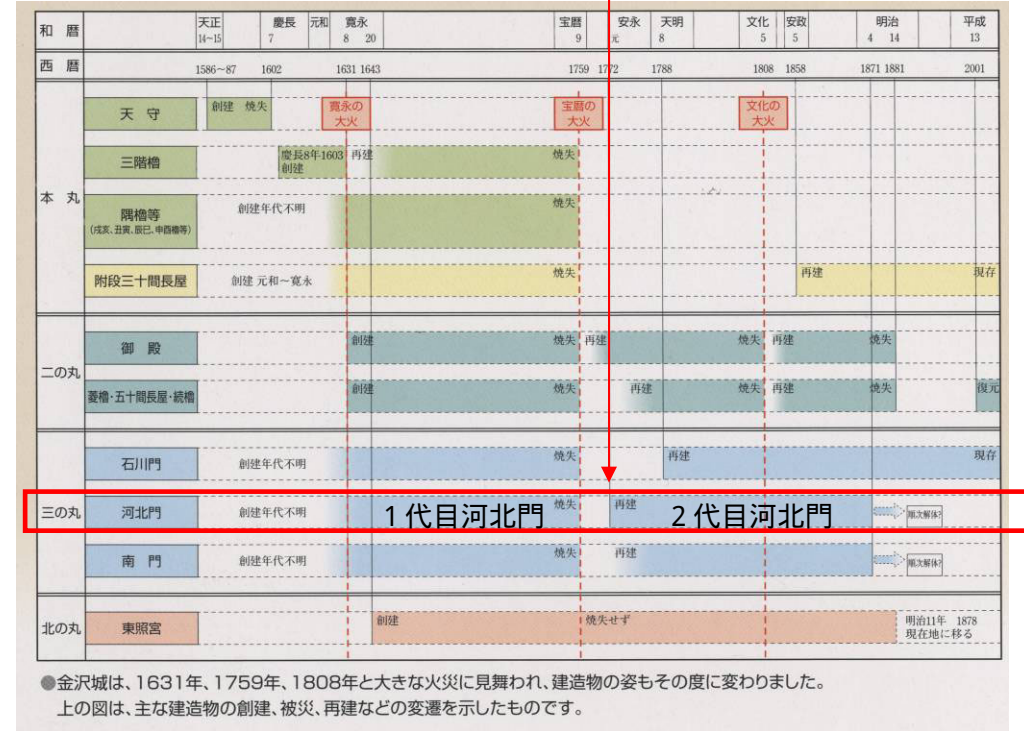 和 暦 天正 慶長 元和 寛永 宝暦 安永 天明 文化 安政 明治 平成
14~15 7 8 20 9 元 8 5 5 4 14 13
西 暦 1586~87 1602 1631 1643 1759 1772 1788 1808 1858 1871 1881 2001
本 丸
天 守 創建 焼失 寛永の 宝暦の 文化の
大火 大火 大火
三階櫓 慶長8年1603 再建 焼失
創建
隅櫓等 創建年代不明 焼失
(戌亥、丑寅、辰巳、申酉櫓等)
附段三十間長屋 創建 元和~寛永 焼失 再建 現存
二の丸
御 殿 創建 焼失 再建 焼失 再建 焼失
菱櫓・五十間長屋・続櫓 創建 焼失 再建 焼失 再建 焼失 復元
三の丸
石川門 創建年代不明 焼失 再建 現存
河北門 創建年代不明 1代目河北門 焼失 再建 2代目河北門 順次解体?
南 門 創建年代不明 焼失 再建 順次解体?
北の丸
東照宮 創建 焼失せず 明治11年 1878
現在地に移る
●金沢城は、1631年、1759年、1808年と大きな火災に見舞われ、建造物の姿もその度に変わりました。
上の図は、主な建造物の創建、被災、再建などの変遷を示したものです。